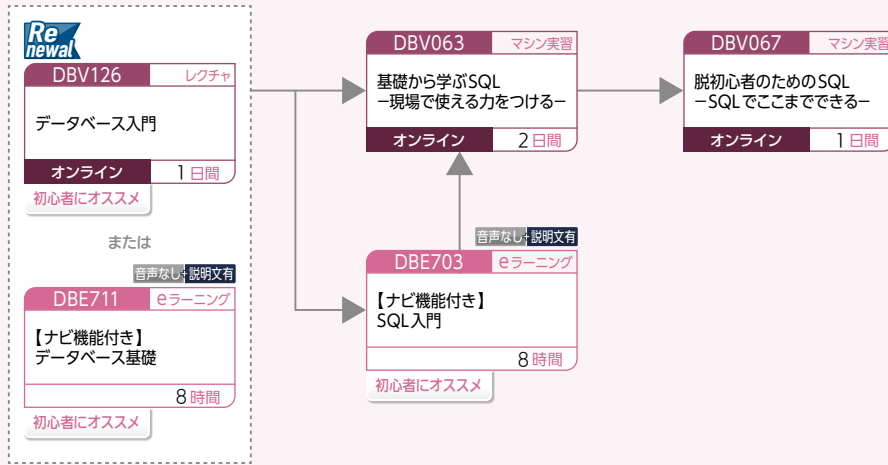 Re
newal
DBV126
レクチャ
データベース入門
オンライン
1日間
初心者にオススメ
または
音声なし+説明文有
DBE711
eラーニング
【ナビ機能付き】
データベース基礎
8時間
初心者にオススメ
DBV063
マシン実習
基礎から学ぶSQL
−現場で使える力をつける−
オンライン
2日間
音声なし+説明文有
DBE703
eラーニング
【ナビ機能付き】
SQL入門
8時間
初心者にオススメ
DBV067
マシン実習
脱初心者のためのSQL
−SQLでここまでできる−
オンライン
1日間